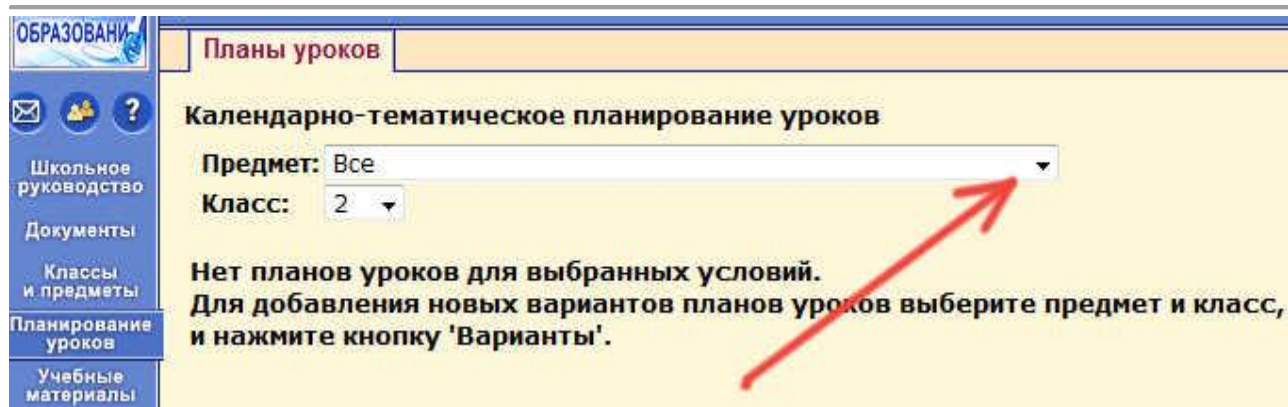 ОБРАЗОВАНИ
Планы уроков
?
Календарно-тематическое планирование уроков
Предмет: Все
Класс: 2
Нет планов уроков для выбранных условий.
Для добавления новых вариантов планов уроков выберите предмет и класс,
и нажмите кнопку 'Варианты'.
Школьное
руководство
Документы
Классы
и предметы
Планирование
уроков
Учебные
материалы